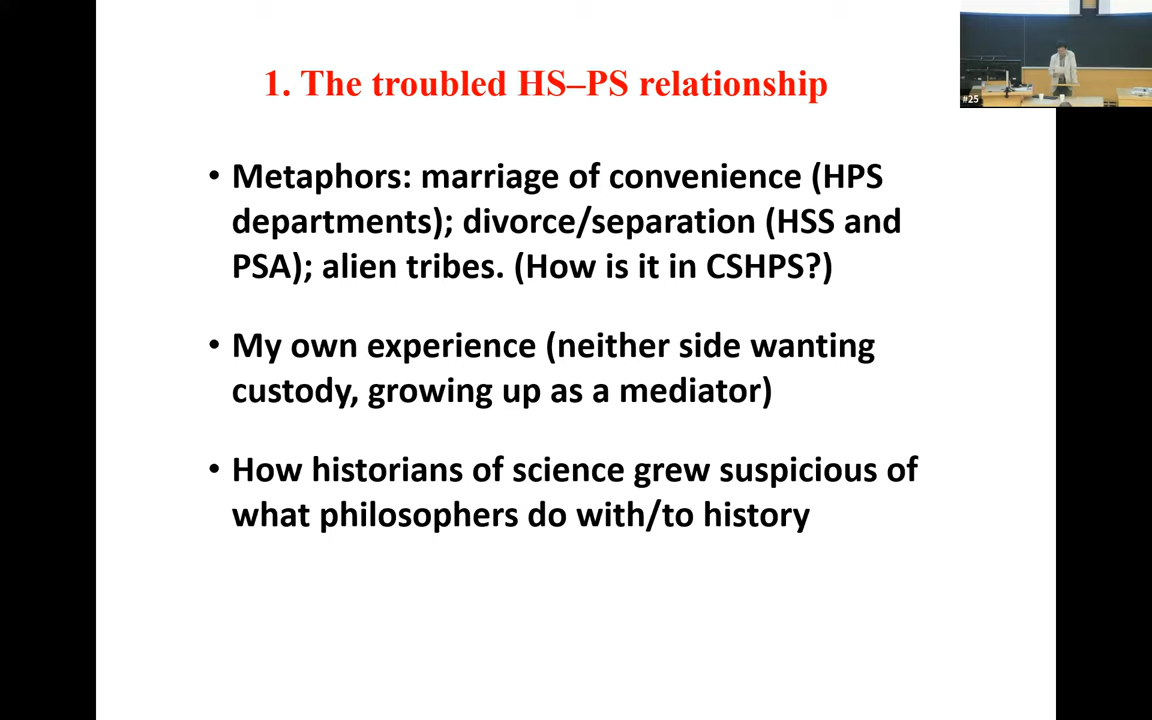 1. The troubled HS–PS relationship
#25
• Metaphors: marriage of convenience (HPS
departments); divorce/separation (HSS and
PSA); alien tribes. (How is it in CSHPS?)
• My own experience (neither side wanting
custody, growing up as a mediator)
• How historians of science grew suspicious of
what philosophers do with/to history